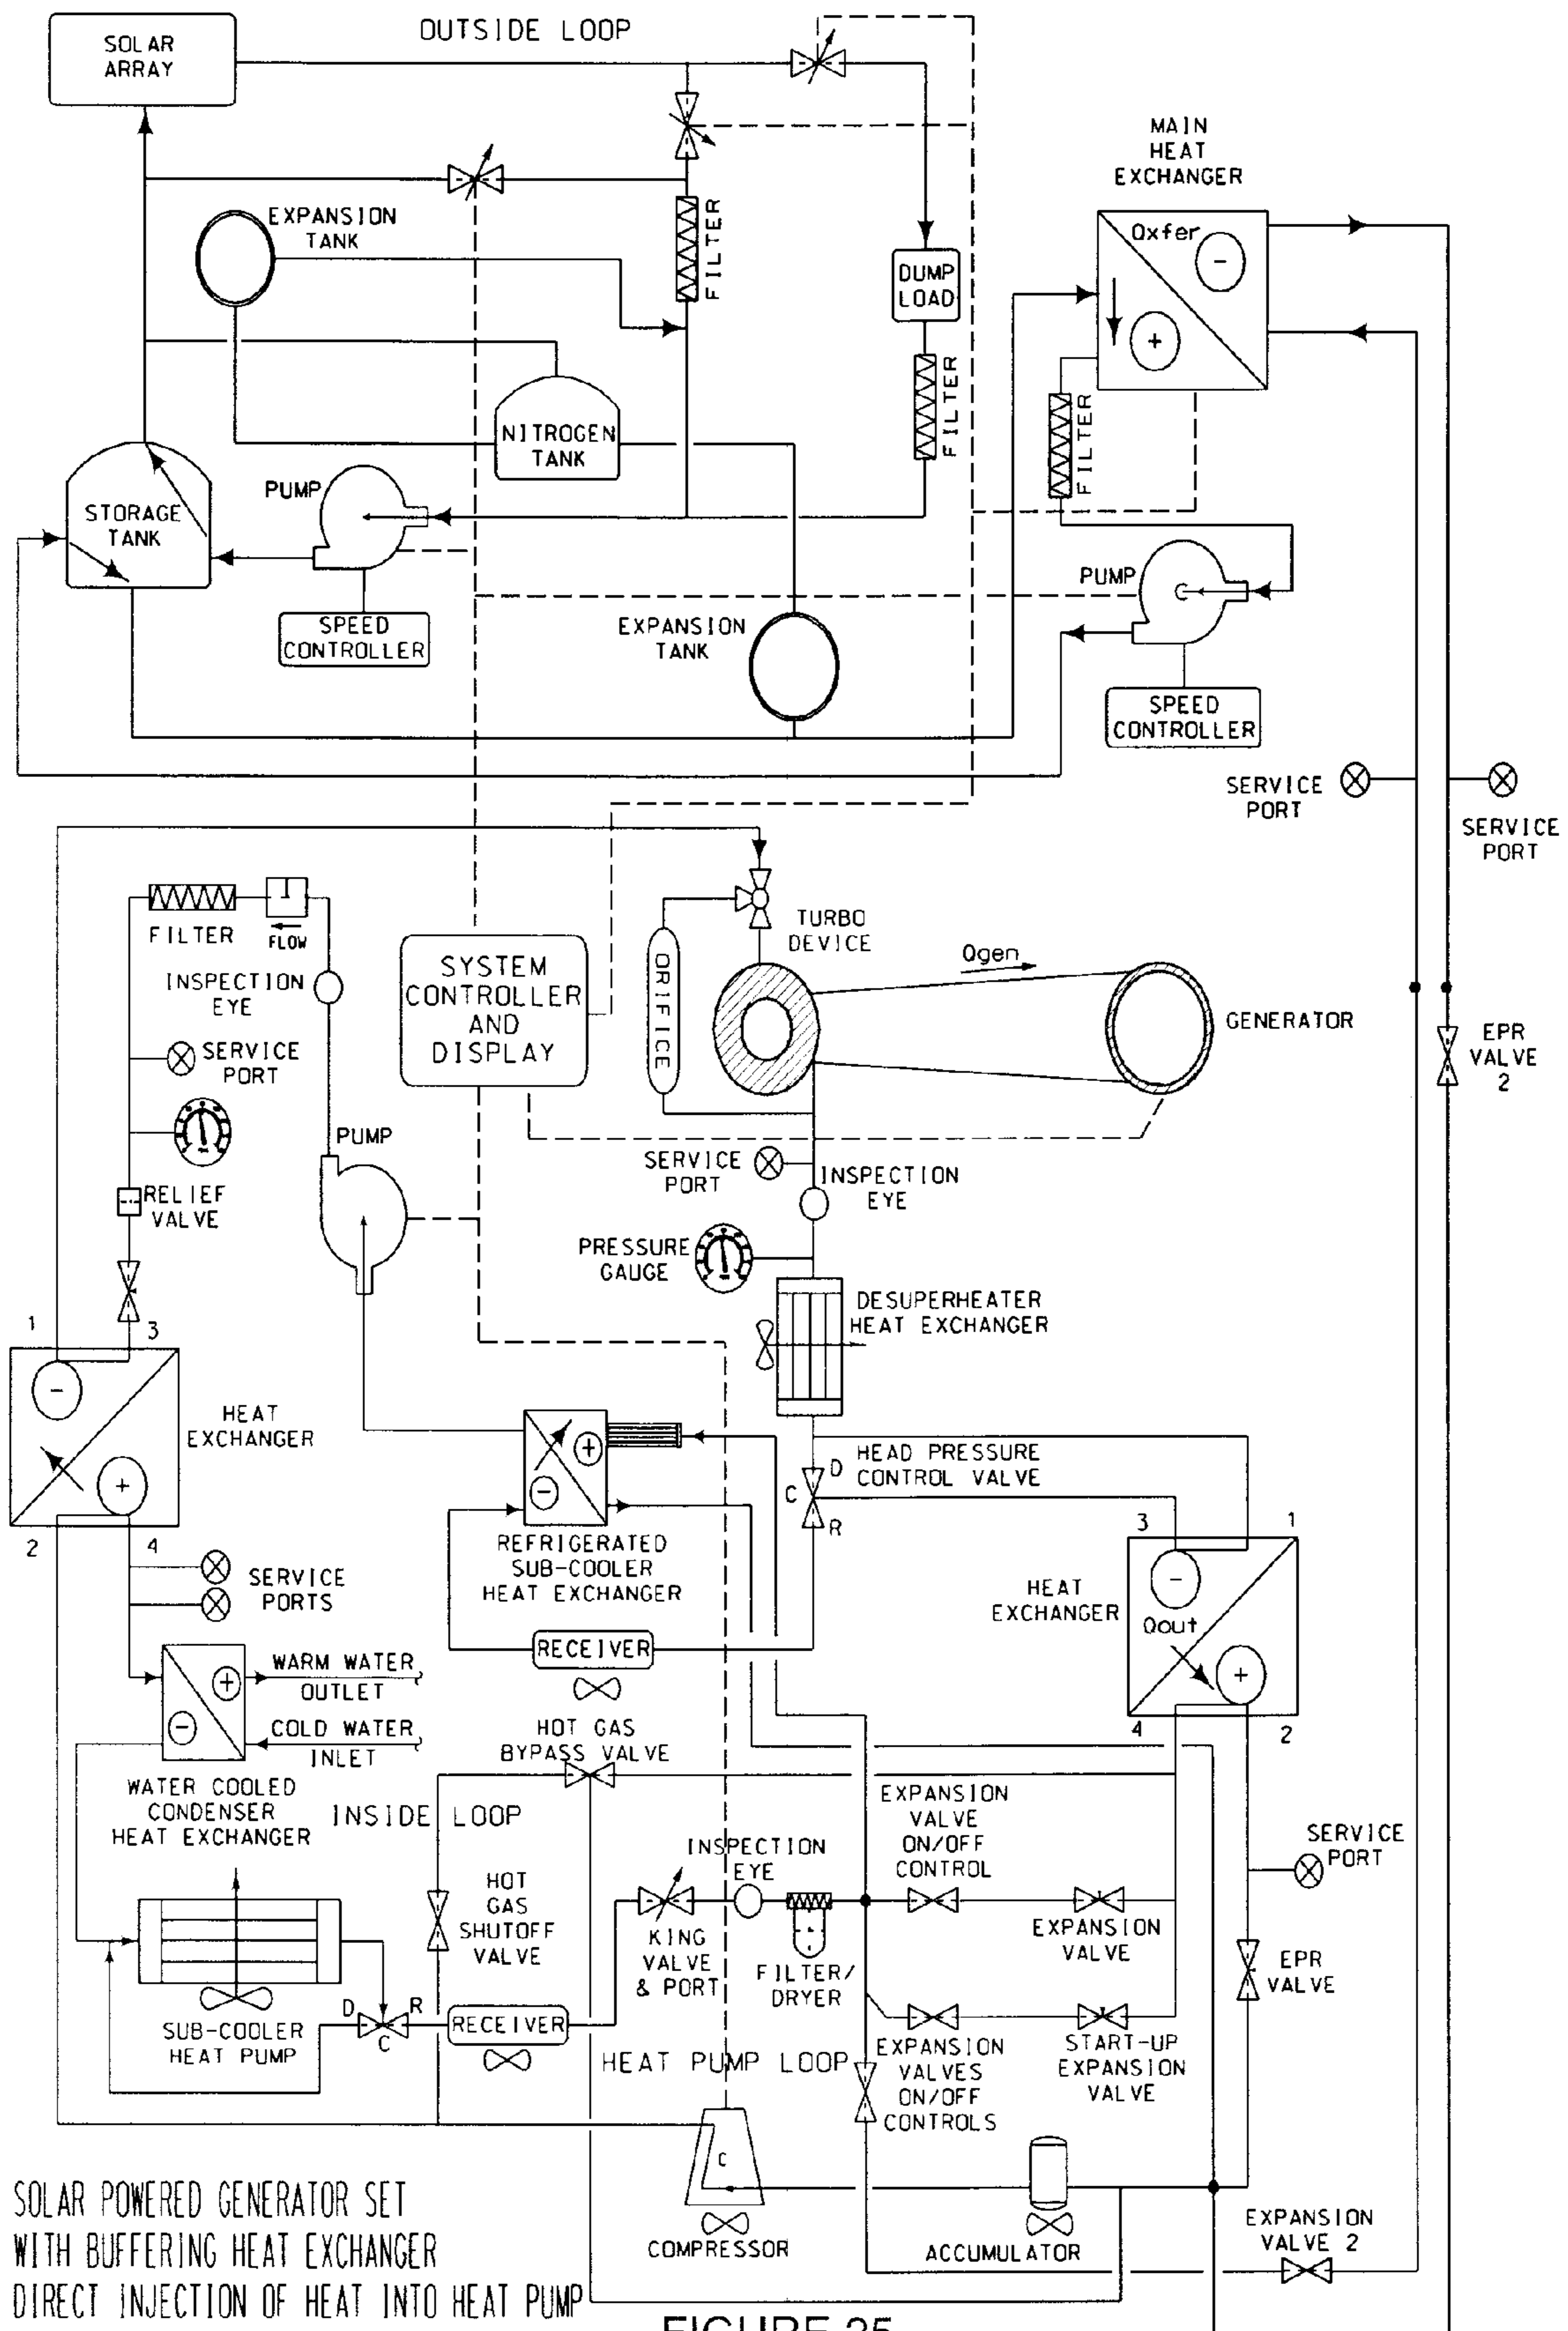 OUTSIDE LOOP
SOLAR
ARRAY
MAIN
HEAT
EXCHANGER
EXPANSION
TANK
FILTER
Qxfer
-
+
DUMP
LOAD
FILTER
FILTER
NITROGEN
TANK
STORAGE
TANK
PUMP
PUMP
C
SPEED
CONTROLLER
EXPANSION
TANK
SPEED
CONTROLLER
SERVICE
PORT
SERVICE
PORT
FILTER
FLOW
TURBO
DEVICE
Qgen
INSPECTION
EYE
SYSTEM
CONTROLLER
AND
DISPLAY
ORIFICE
GENERATOR
EPR
VALVE
2
SERVICE
PORT
PUMP
SERVICE
PORT
INSPECTION
EYE
RELIEF
VALVE
PRESSURE
GAUGE
DESUPERHEATER
HEAT EXCHANGER
1
3
-
+
HEAT
EXCHANGER
2
4
+
-
REFRIGERATED
SUB-COOLER
HEAT EXCHANGER
D
C
R
HEAD PRESSURE
CONTROL VALVE
3
1
HEAT
EXCHANGER
-
Qout
+
4
2
SERVICE
PORTS
RECEIVER
+
-
WARM WATER
OUTLET
COLD WATER
INLET
HOT GAS
BYPASS VALVE
WATER COOLED
CONDENSER
HEAT EXCHANGER
INSIDE LOOP
EXPANSION
VALVE
ON/OFF
CONTROL
SERVICE
PORT
INSPECTION
EYE
HOT
GAS
SHUTOFF
VALVE
KING
VALVE
& PORT
FILTER/
DRYER
EXPANSION
VALVE
EPR
VALVE
D
R
C
RECEIVER
SUB-COOLER
HEAT PUMP
HEAT PUMP LOOP
EXPANSION
VALVES
ON/OFF
CONTROLS
START-UP
EXPANSION
VALVE
C
COMPRESSOR
ACCUMULATOR
EXPANSION
VALVE 2
SOLAR POWERED GENERATOR SET
WITH BUFFERING HEAT EXCHANGER
DIRECT INJECTION OF HEAT INTO HEAT PUMP
FIGURE 25